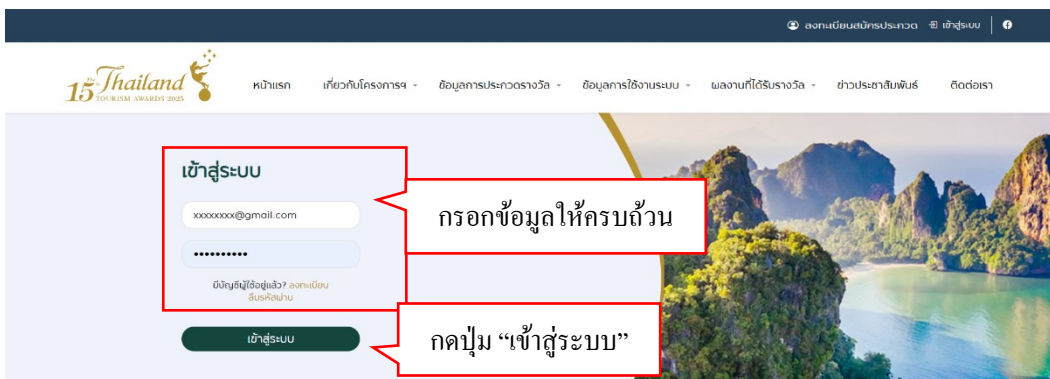 ลงทะเบียนสมัครประกวด เข้าสู่ระบบ
The 15th Thailand
TOURISM AWARDS 2025
หน้าแรก เกี่ยวกับโครงการฯ ข้อมูลการประกวดรางวัล ข้อมูลการใช้งานระบบ ผลงานที่ได้รับรางวัล ข่าวประชาสัมพันธ์ ติดต่อเรา
เข้าสู่ระบบ
xxxxxxxx@gmail.com
••••••••••
มีบัญชีผู้ใช้อยู่แล้ว? ลงทะเบียน
ลืมรหัสผ่าน
เข้าสู่ระบบ
กรอกข้อมูลให้ครบถ้วน
กดปุ่ม “เข้าสู่ระบบ”